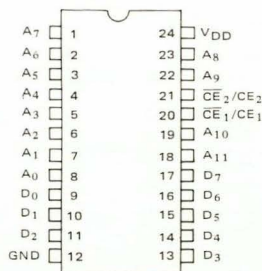 A7 1 24 VDD
A6 2 23 A8
A5 3 22 A9
A4 4 21 CE2/CE2
A3 5 20 CE1/CE1
A2 6 19 A10
A1 7 18 A11
A0 8 17 D7
D0 9 16 D6
D1 10 15 D5
D2 11 14 D4
GND 12 13 D3